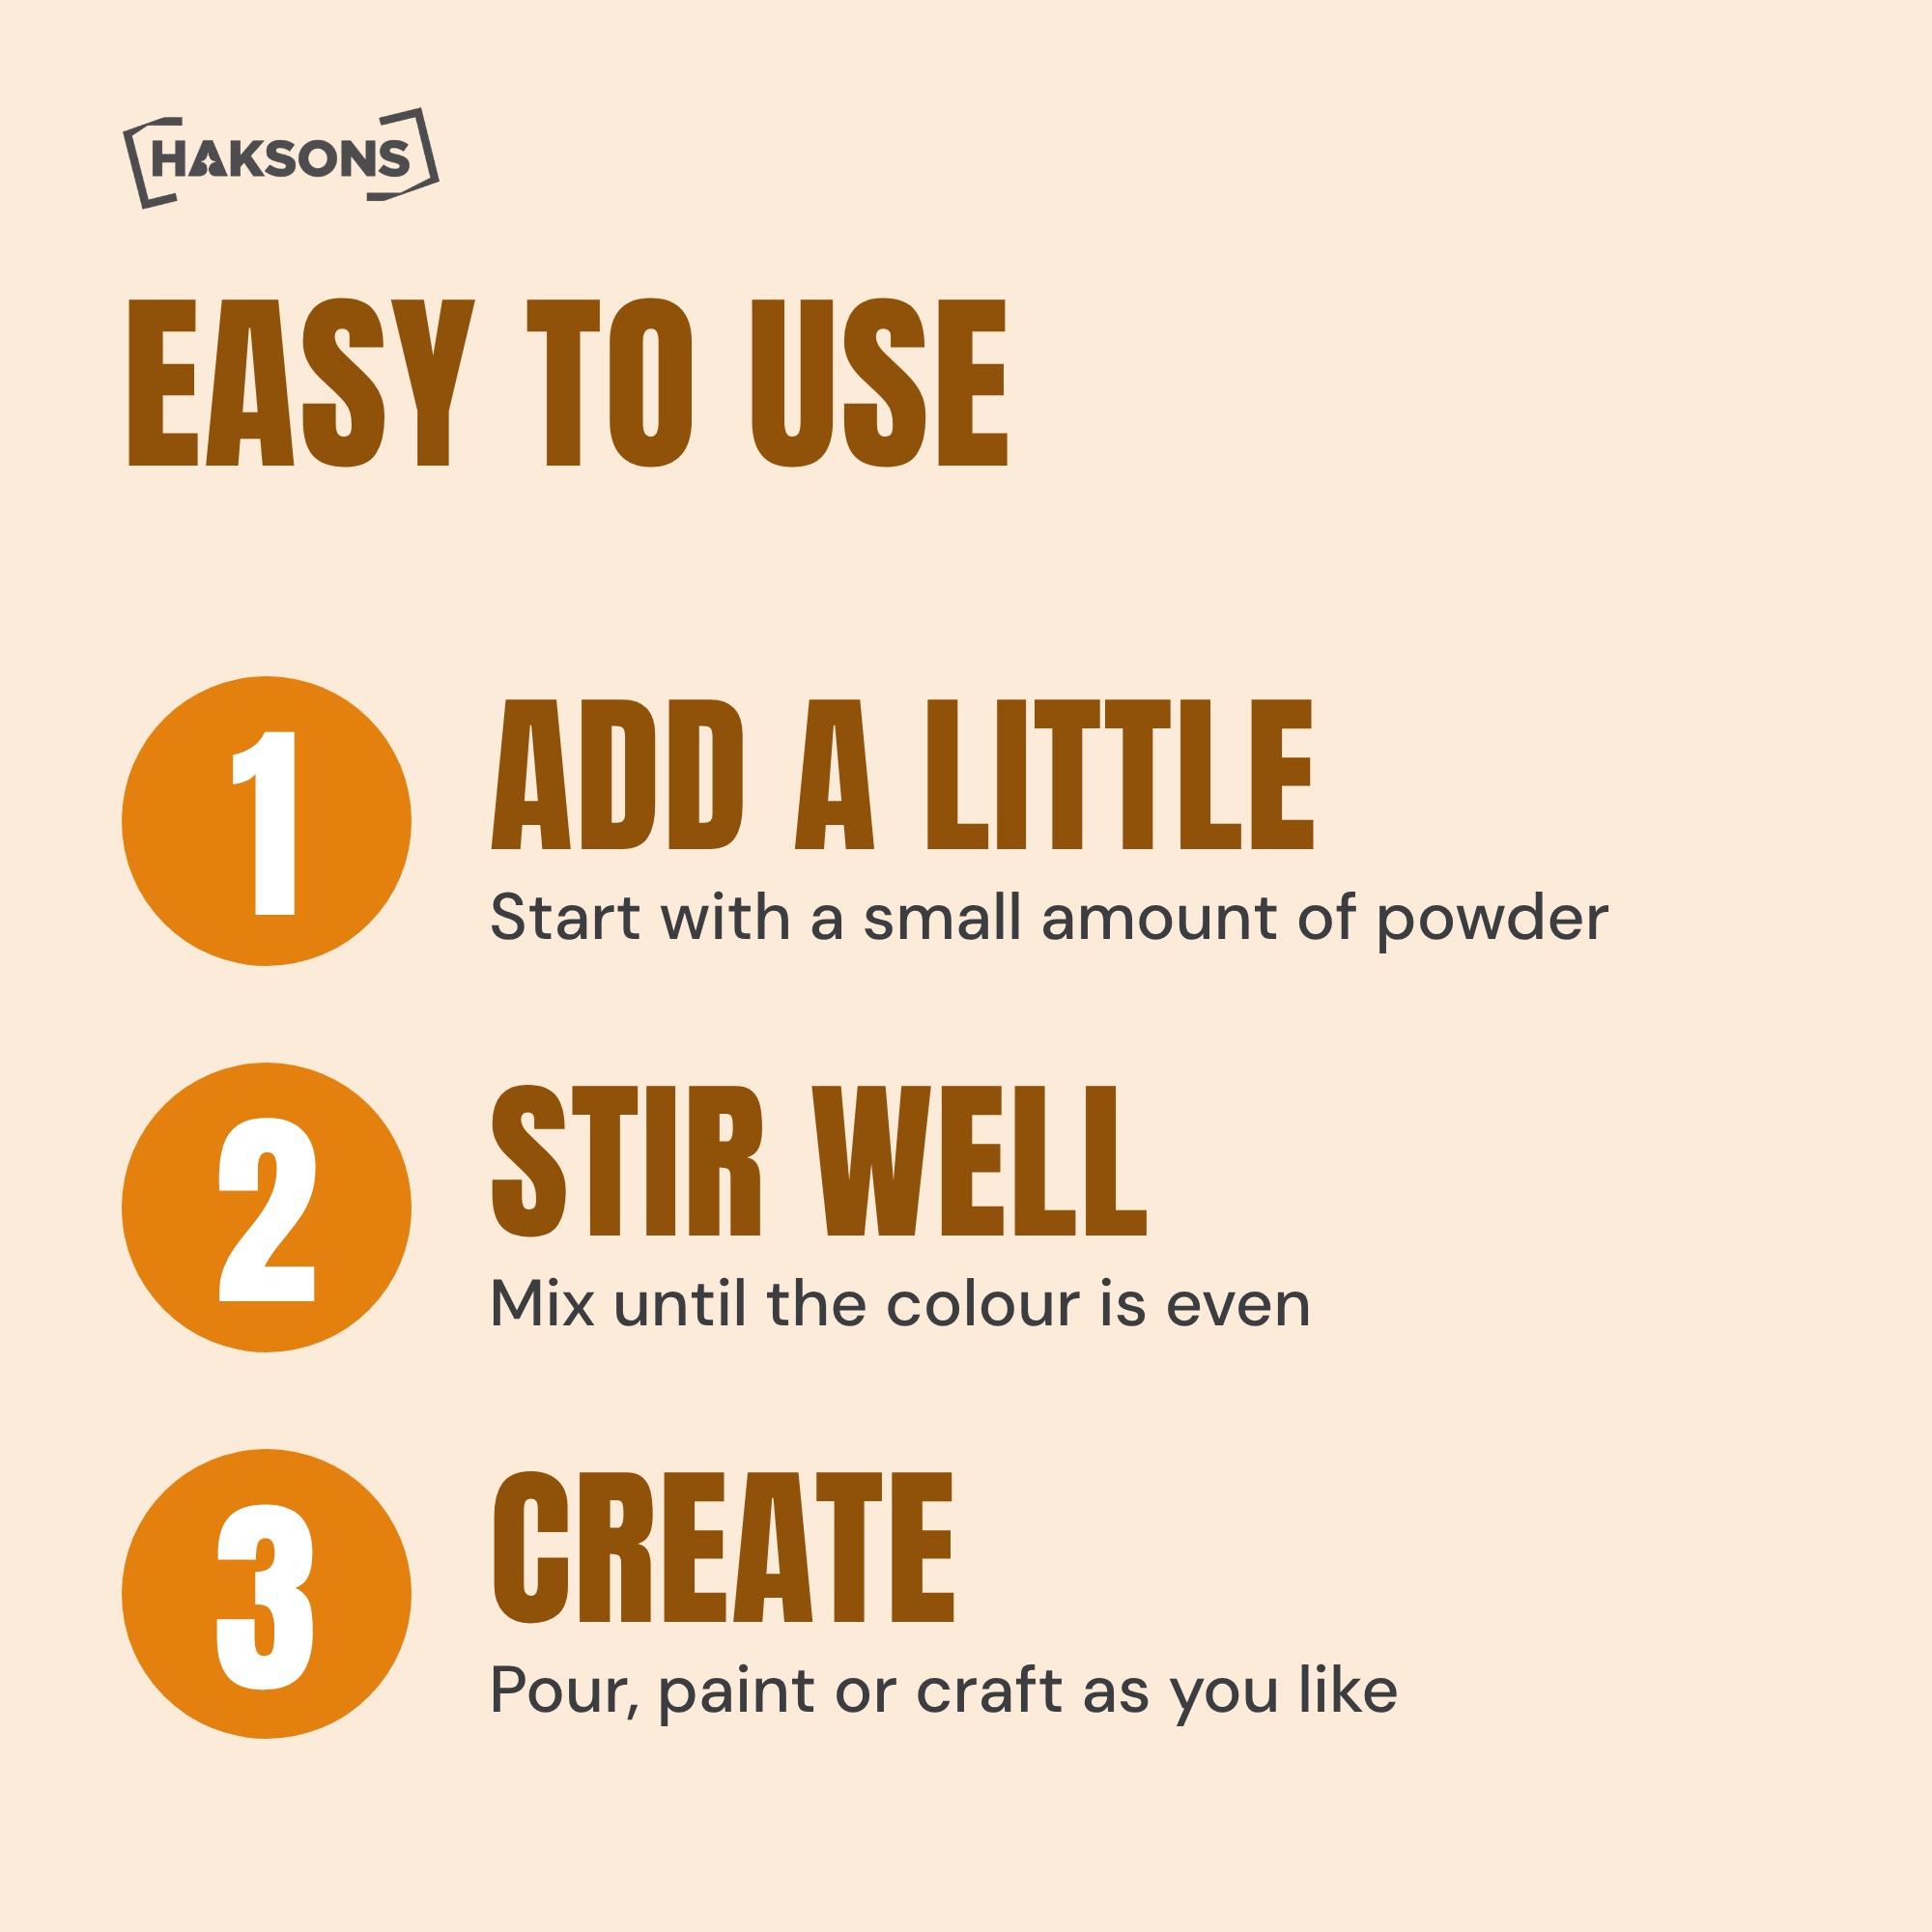 HAKSONS
EASY TO USE
1
ADD A LITTLE
Start with a small amount of powder
2
STIR WELL
Mix until the colour is even
3
CREATE
Pour, paint or craft as you like